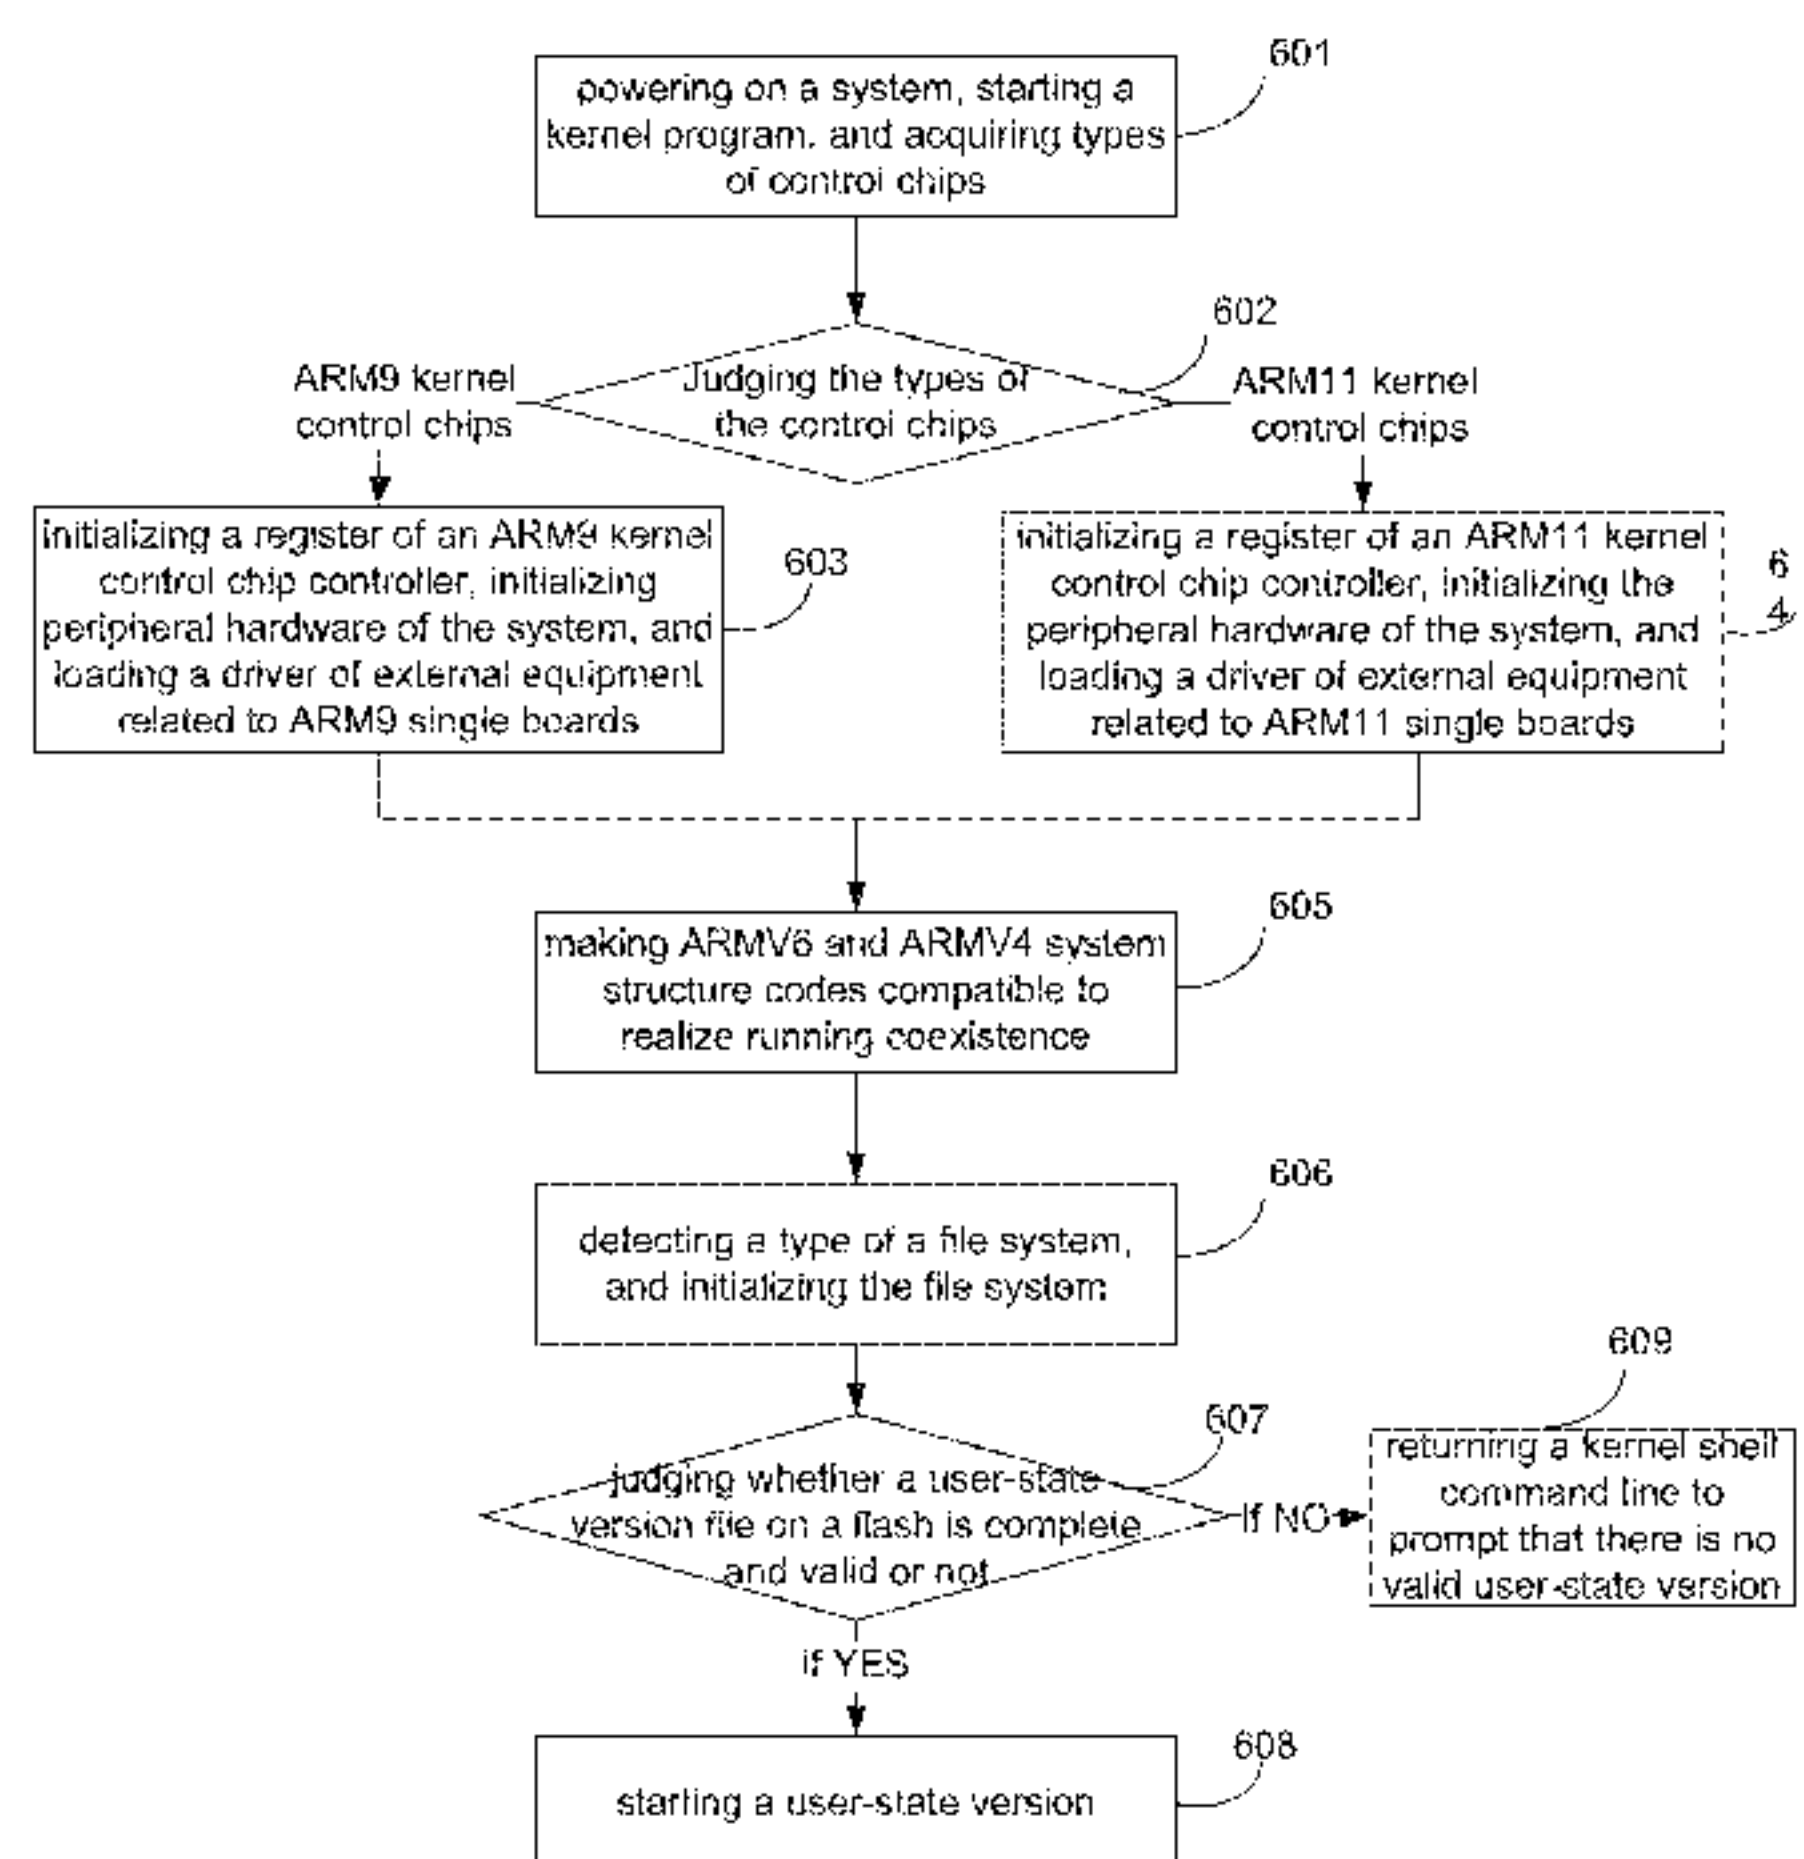 601
powering on a system, starting a
kernel program, and acquiring types
of control chips
602
Judging the types of
the control chips
ARM9 kernel
control chips
ARM11 kernel
control chips
initializing a register of an ARM9 kernel
control chip controller, initializing
peripheral hardware of the system, and
loading a driver of external equipment
related to ARM9 single boards
603
initializing a register of an ARM11 kernel
control chip controller, initializing the
peripheral hardware of the system, and
loading a driver of external equipment
related to ARM11 single boards
6
4
605
making ARMV6 and ARMV4 system
structure codes compatible to
realize running coexistence
606
detecting a type of a file system,
and initializing the file system
607
judging whether a user-state
version file on a flash is complete
and valid or not
If NO
609
returning a kernel shell
command line to
prompt that there is no
valid user-state version
if YES
608
starting a user-state version